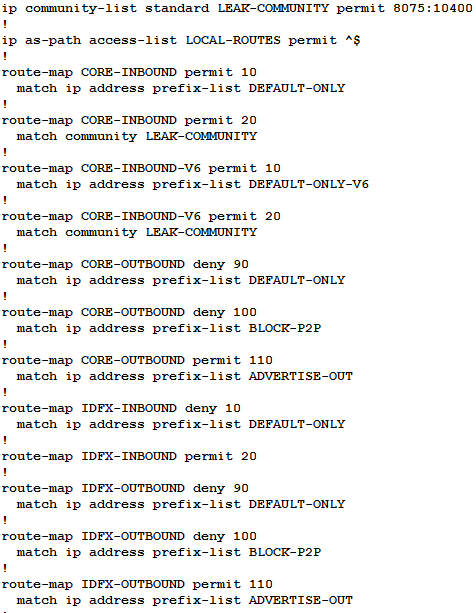 ip community-list standard LEAK-COMMUNITY permit 8075:10400
!
ip as-path access-list LOCAL-ROUTES permit ^$
!
route-map CORE-INBOUND permit 10
  match ip address prefix-list DEFAULT-ONLY
!
route-map CORE-INBOUND permit 20
  match community LEAK-COMMUNITY
!
route-map CORE-INBOUND-V6 permit 10
  match ip address prefix-list DEFAULT-ONLY-V6
!
route-map CORE-INBOUND-V6 permit 20
  match community LEAK-COMMUNITY
!
route-map CORE-OUTBOUND deny 90
  match ip address prefix-list DEFAULT-ONLY
!
route-map CORE-OUTBOUND deny 100
  match ip address prefix-list BLOCK-P2P
!
route-map CORE-OUTBOUND permit 110
  match ip address prefix-list ADVERTISE-OUT
!
route-map IDFX-INBOUND deny 10
  match ip address prefix-list DEFAULT-ONLY
!
route-map IDFX-INBOUND permit 20
!
route-map IDFX-OUTBOUND deny 90
  match ip address prefix-list DEFAULT-ONLY
!
route-map IDFX-OUTBOUND deny 100
  match ip address prefix-list BLOCK-P2P
!
route-map IDFX-OUTBOUND permit 110
  match ip address prefix-list ADVERTISE-OUT
!